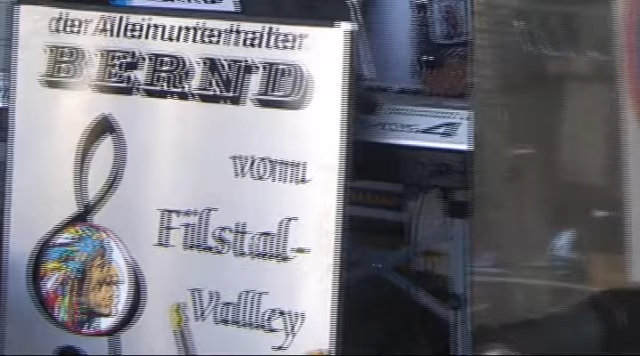 der Alleinunterhalter
BERND
vom
Filstal-
Valley